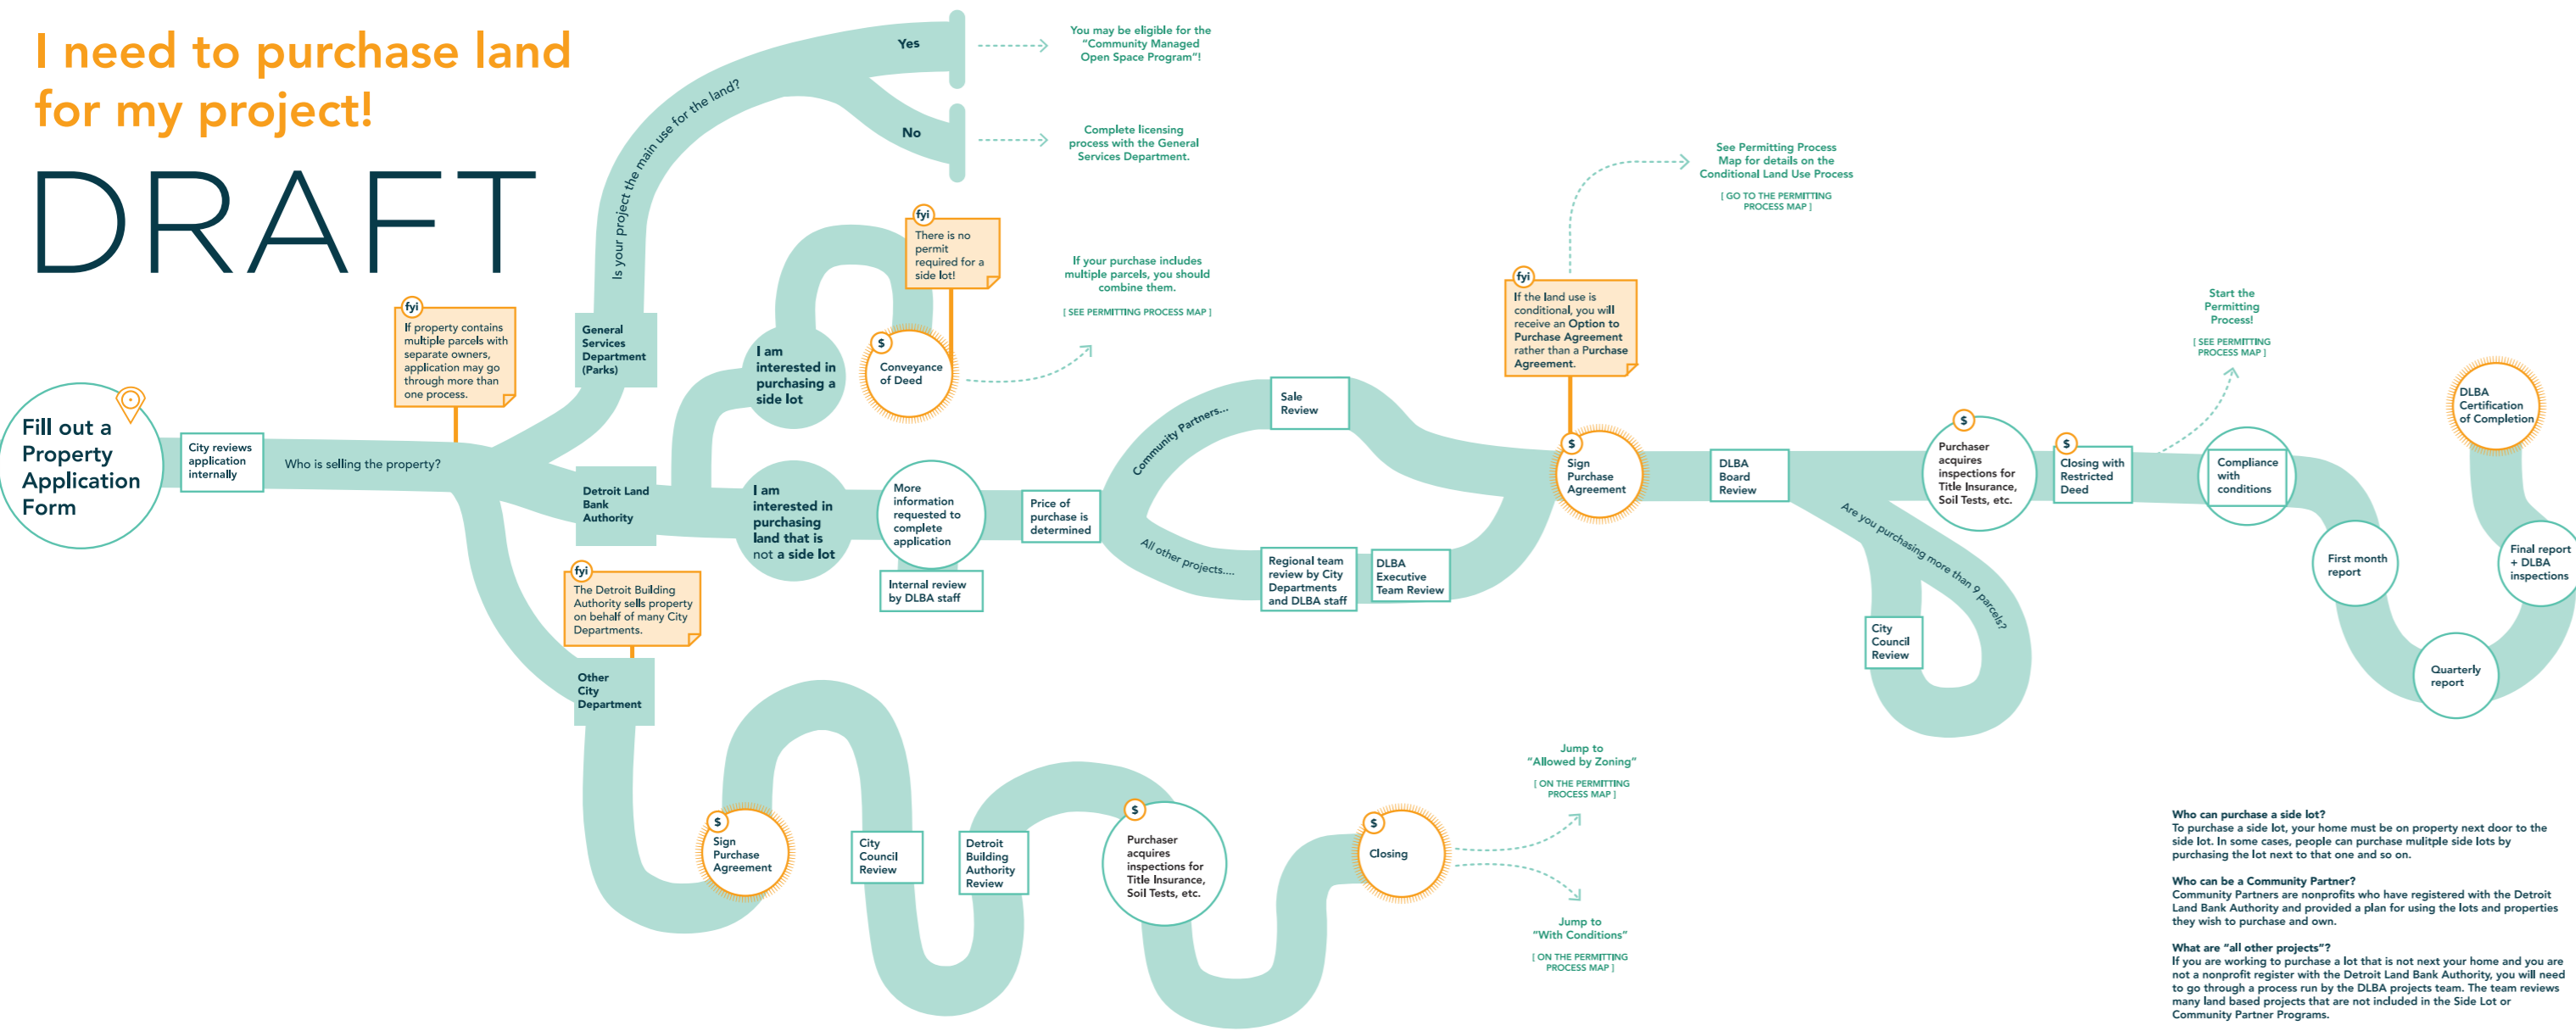 I need to purchase land
for my project!
DRAFT
Fill out a
Property
Application
Form
City reviews
application
internally
fyi
If property contains
multiple parcels with
separate owners,
application may go
through more than
one process.
Who is selling the property?
General
Services
Department
(Parks)
Is your project the main use for the land?
Yes
You may be eligible for the
“Community Managed
Open Space Program”!
No
Complete licensing
process with the General
Services Department.
Detroit Land
Bank
Authority
I am
interested in
purchasing a
side lot
fyi
There is no
permit
required for a
side lot!
$
Conveyance
of Deed
If your purchase includes
multiple parcels, you should
combine them.
[ SEE PERMITTING PROCESS MAP ]
I am
interested in
purchasing
land that is
not a side lot
More
information
requested to
complete
application
Internal review
by DLBA staff
Price of
purchase is
determined
Community Partners...
Sale
Review
All other projects....
Regional team
review by City
Departments
and DLBA staff
DLBA
Executive
Team Review
fyi
If the land use is
conditional, you will
receive an Option to
Purchase Agreement
rather than a Purchase
Agreement.
See Permitting Process
Map for details on the
Conditional Land Use Process
[ GO TO THE PERMITTING
PROCESS MAP ]
$
Sign
Purchase
Agreement
DLBA
Board
Review
Are you purchasing more than 9 parcels?
City
Council
Review
$
Purchaser
acquires
inspections for
Title Insurance,
Soil Tests, etc.
$
Closing with
Restricted
Deed
Start the
Permitting
Process!
[ SEE PERMITTING
PROCESS MAP ]
Compliance
with
conditions
First month
report
Quarterly
report
Final report
+ DLBA
inspections
DLBA
Certification
of Completion
fyi
The Detroit Building
Authority sells property
on behalf of many City
Departments.
Other
City
Department
$
Sign
Purchase
Agreement
City
Council
Review
Detroit
Building
Authority
Review
$
Purchaser
acquires
inspections for
Title Insurance,
Soil Tests, etc.
$
Closing
Jump to
“Allowed by Zoning”
[ ON THE PERMITTING
PROCESS MAP ]
Jump to
“With Conditions”
[ ON THE PERMITTING
PROCESS MAP ]
Who can purchase a side lot?
To purchase a side lot, your home must be on property next door to the
side lot. In some cases, people can purchase mulitple side lots by
purchasing the lot next to that one and so on.
Who can be a Community Partner?
Community Partners are nonprofits who have registered with the Detroit
Land Bank Authority and provided a plan for using the lots and properties
they wish to purchase and own.
What are “all other projects”?
If you are working to purchase a lot that is not next your home and you are
not a nonprofit register with the Detroit Land Bank Authority, you will need
to go through a process run by the DLBA projects team. The team reviews
many land based projects that are not included in the Side Lot or
Community Partner Programs.